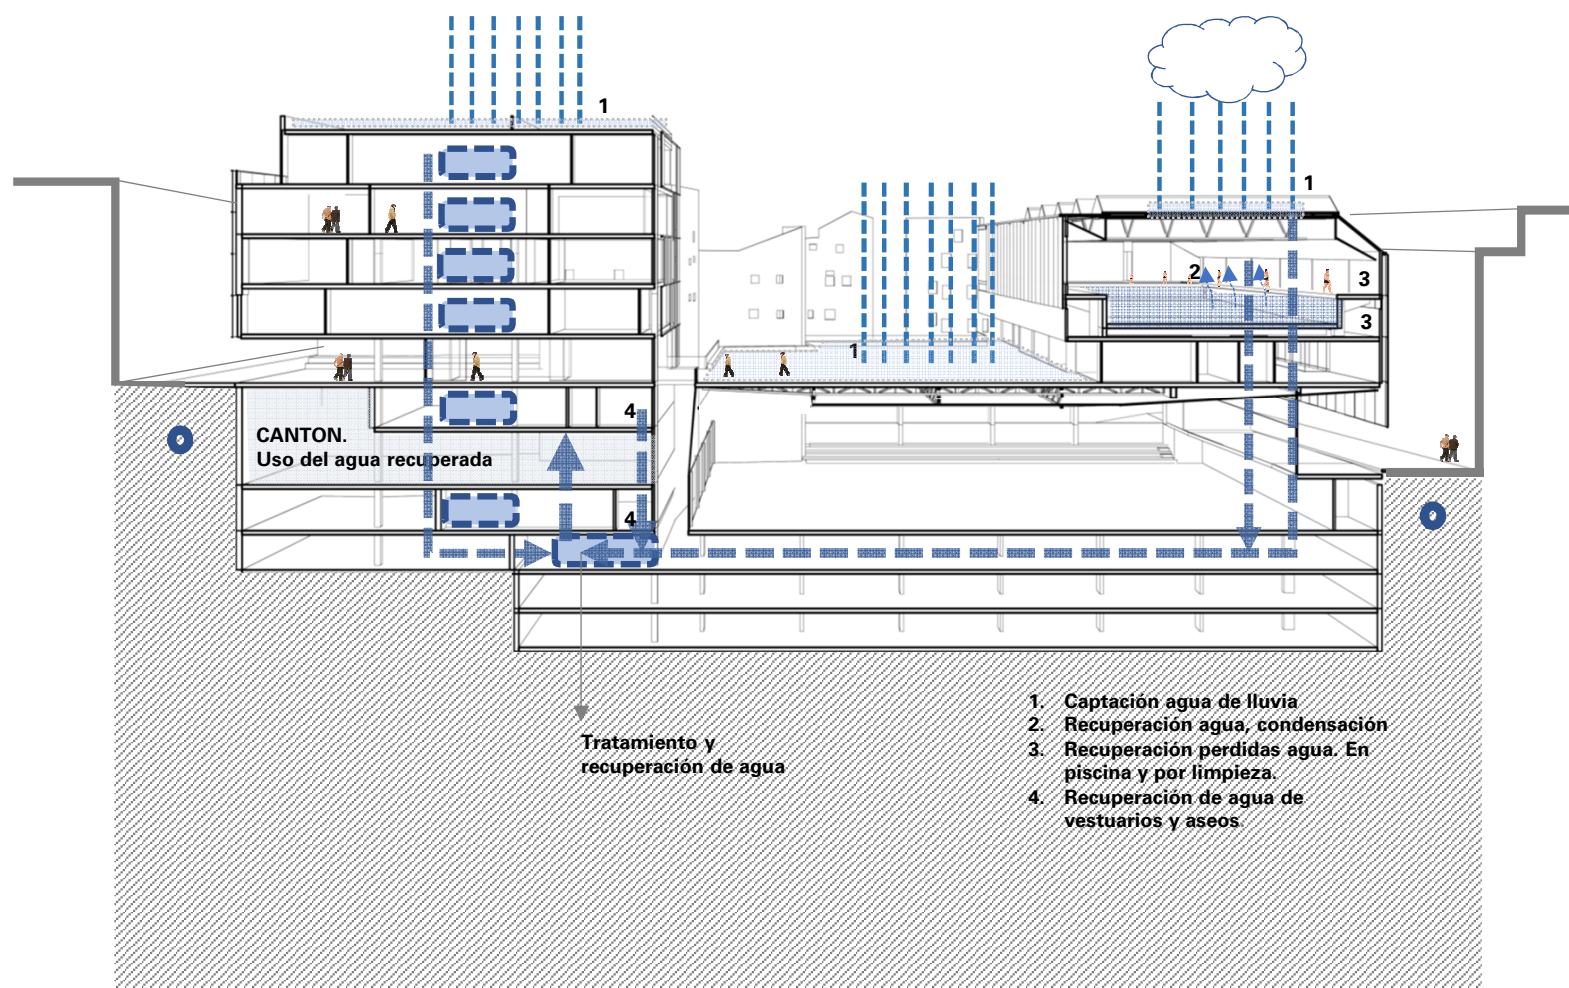 1
1
2
3
3
1
4
CANTON.
Uso del agua recuperada
4
1. Captación agua de lluvia
2. Recuperación agua, condensación
3. Recuperación perdidas agua. En
piscina y por limpieza.
4. Recuperación de agua de
vestuarios y aseos.
Tratamiento y
recuperación de agua